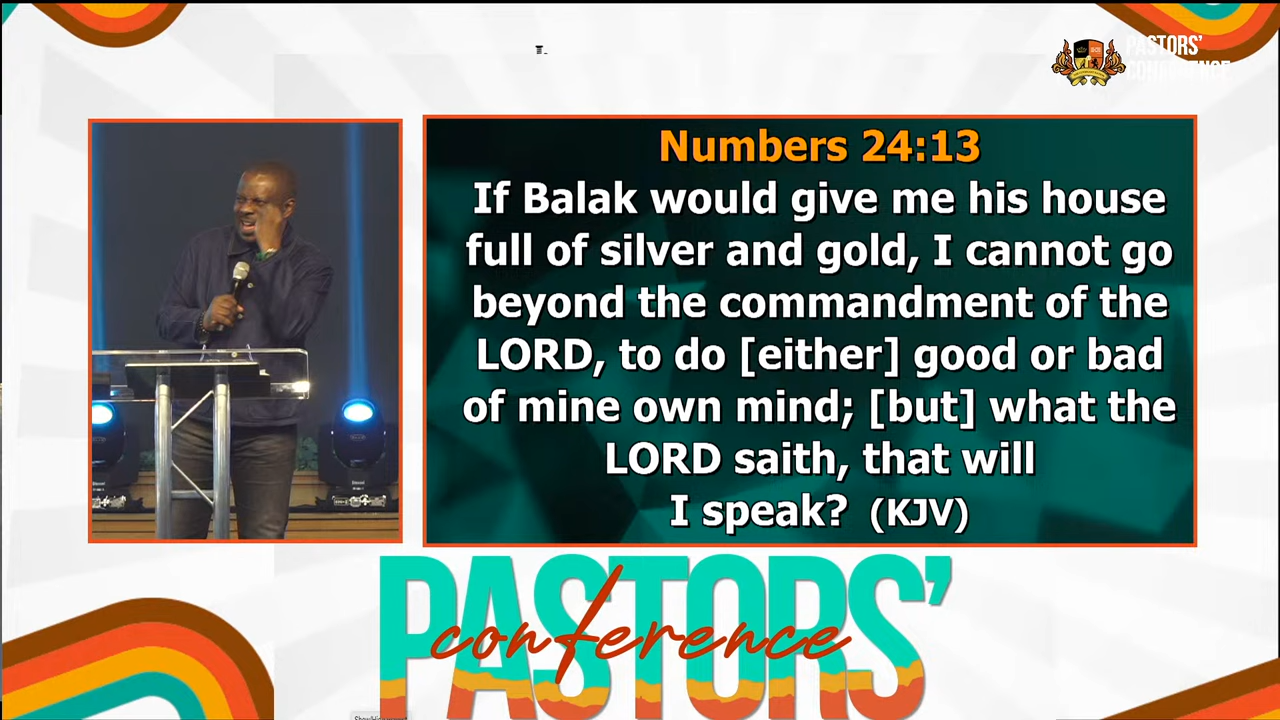 PASTORS'
CONFERENCE
Numbers 24:13
If Balak would give me his house
full of silver and gold, I cannot go
beyond the commandment of the
LORD, to do [either] good or bad
of mine own mind; [but] what the
LORD saith, that will
I speak? (KJV)
PASTORS'
conference